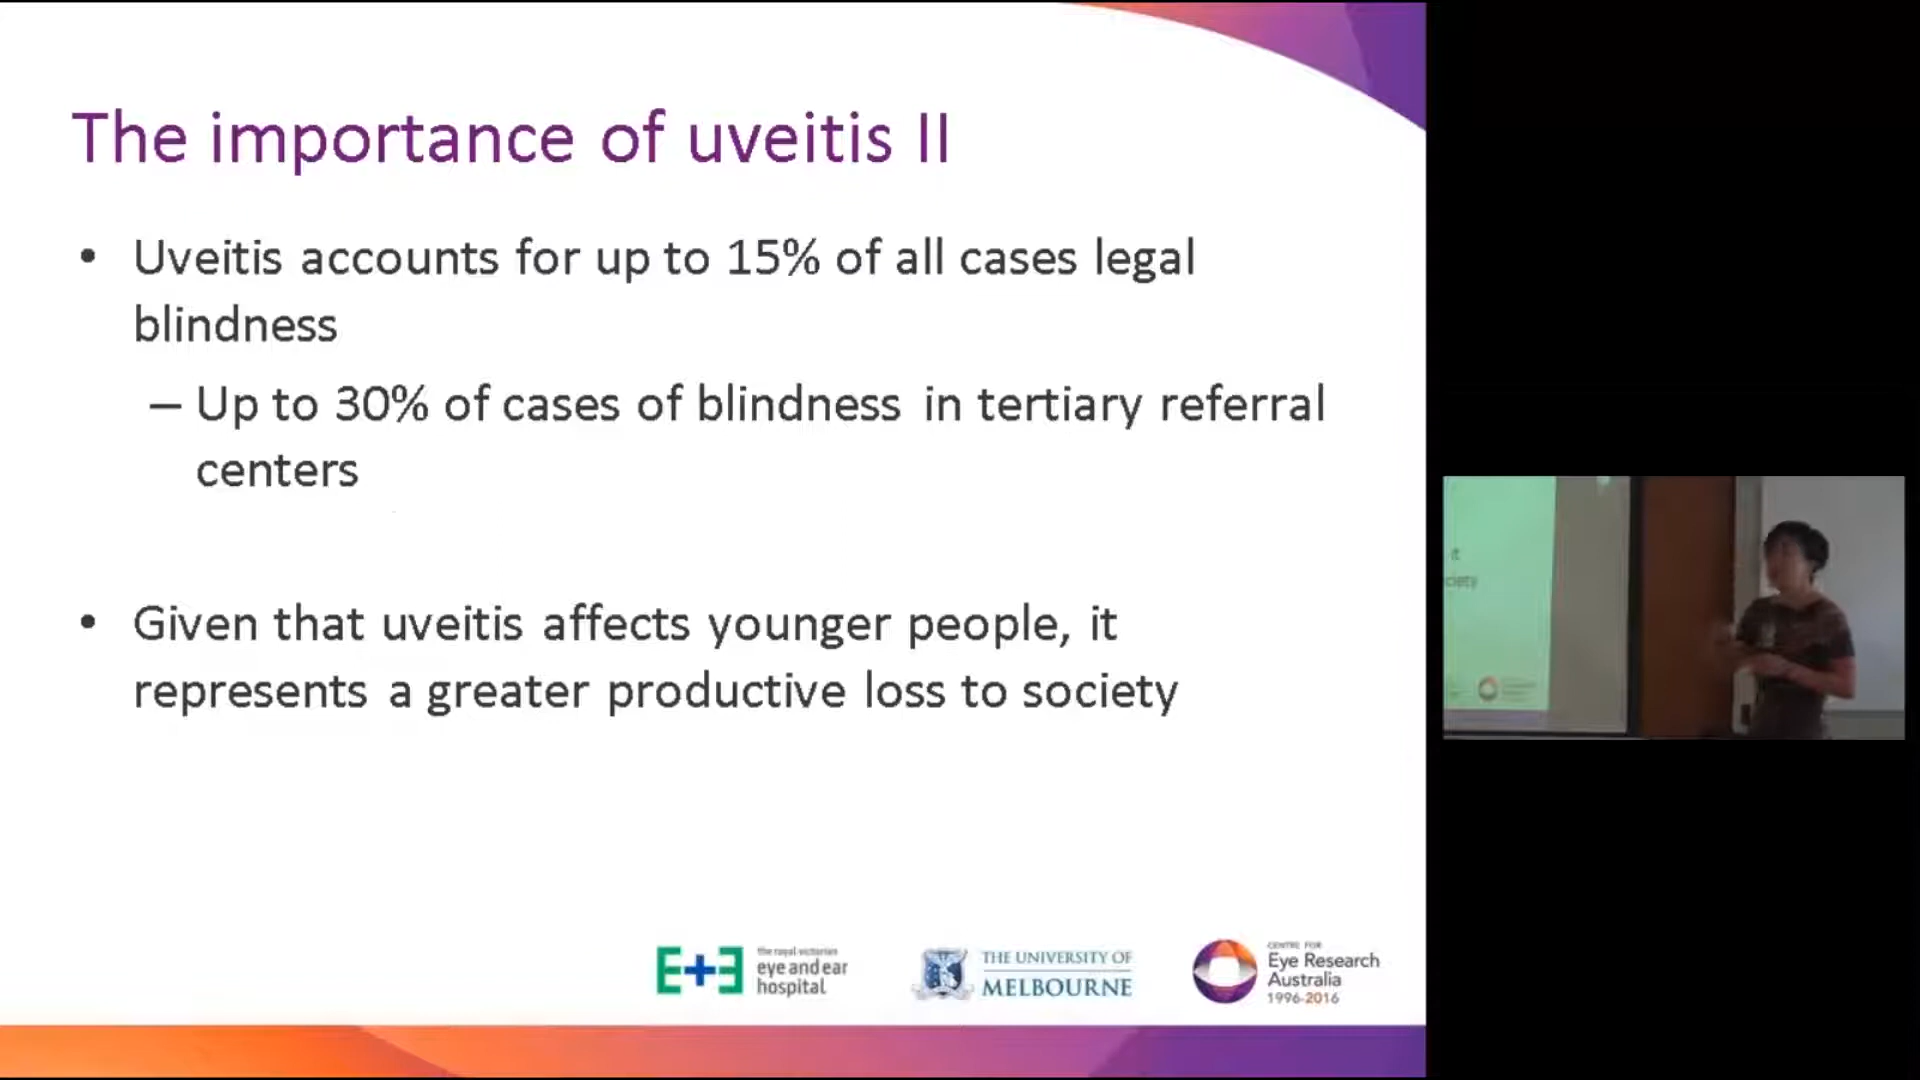 The importance of uveitis II
• Uveitis accounts for up to 15% of all cases legal
blindness
– Up to 30% of cases of blindness in tertiary referral
centers
• Given that uveitis affects younger people, it
represents a greater productive loss to society
E+3
the royal victorian
eye and ear
hospital
THE UNIVERSITY OF
MELBOURNE
CENTRE FOR
Eye Research
Australia
1996-2016
it
ciety